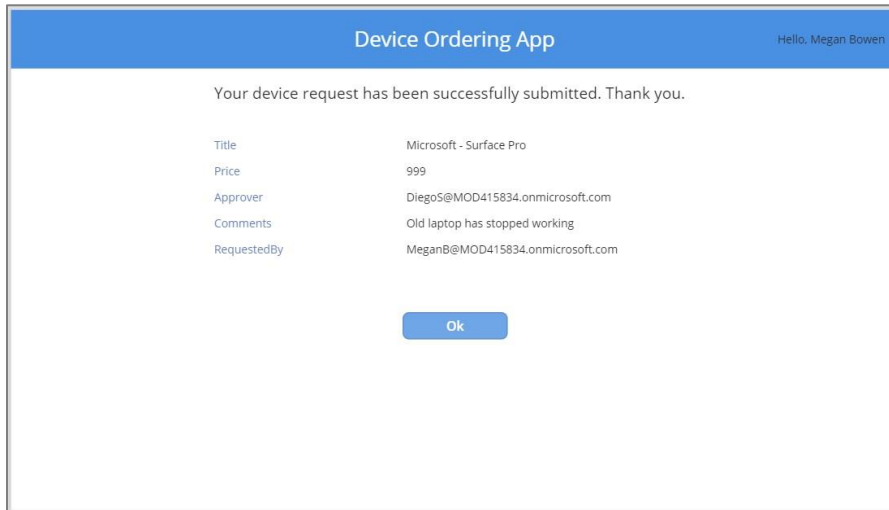 Device Ordering App
Hello, Megan Bowen
Your device request has been successfully submitted. Thank you.
Title Microsoft - Surface Pro
Price 999
Approver DiegoS@MOD415834.onmicrosoft.com
Comments Old laptop has stopped working
RequestedBy MeganB@MOD415834.onmicrosoft.com
Ok